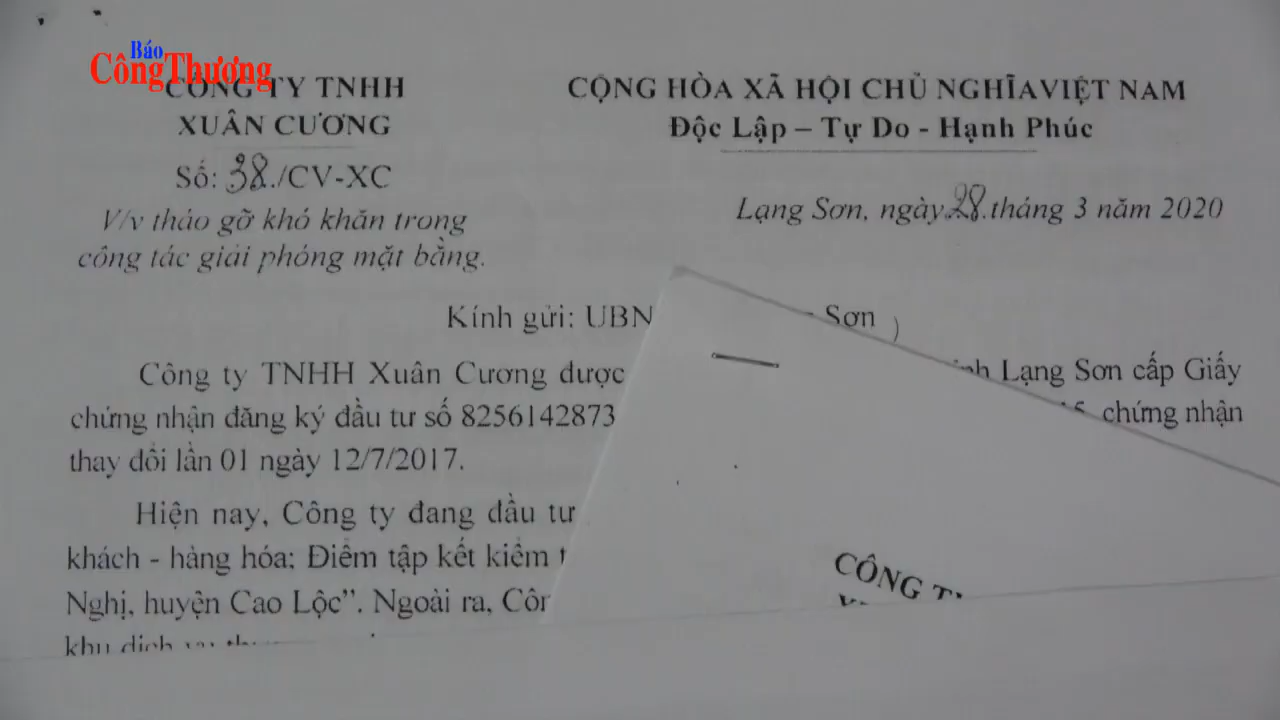 Báo
CôngThương
CÔNG TY TNHH
XUÂN CƯƠNG
Số: 38./CV-XC
V/v tháo gỡ khó khăn trong
công tác giải phóng mặt bằng.
CỘNG HÒA XÃ HỘI CHỦ NGHĨAVIỆT NAM
Độc Lập – Tự Do - Hạnh Phúc
Lạng Sơn, ngày 28.tháng 3 năm 2020
Kính gửi: UBN Sơn
Công ty TNHH Xuân Cương được Lạng Sơn cấp Giấy
chứng nhận đăng ký đầu tư số 8256142873 chứng nhận
thay đổi lần 01 ngày 12/7/2017.
Hiện nay, Công ty đang đầu tư
khách - hàng hóa; Điểm tập kết kiểm
Nghị, huyện Cao Lộc”. Ngoài ra, Côn
khu dịch
CÔNG T